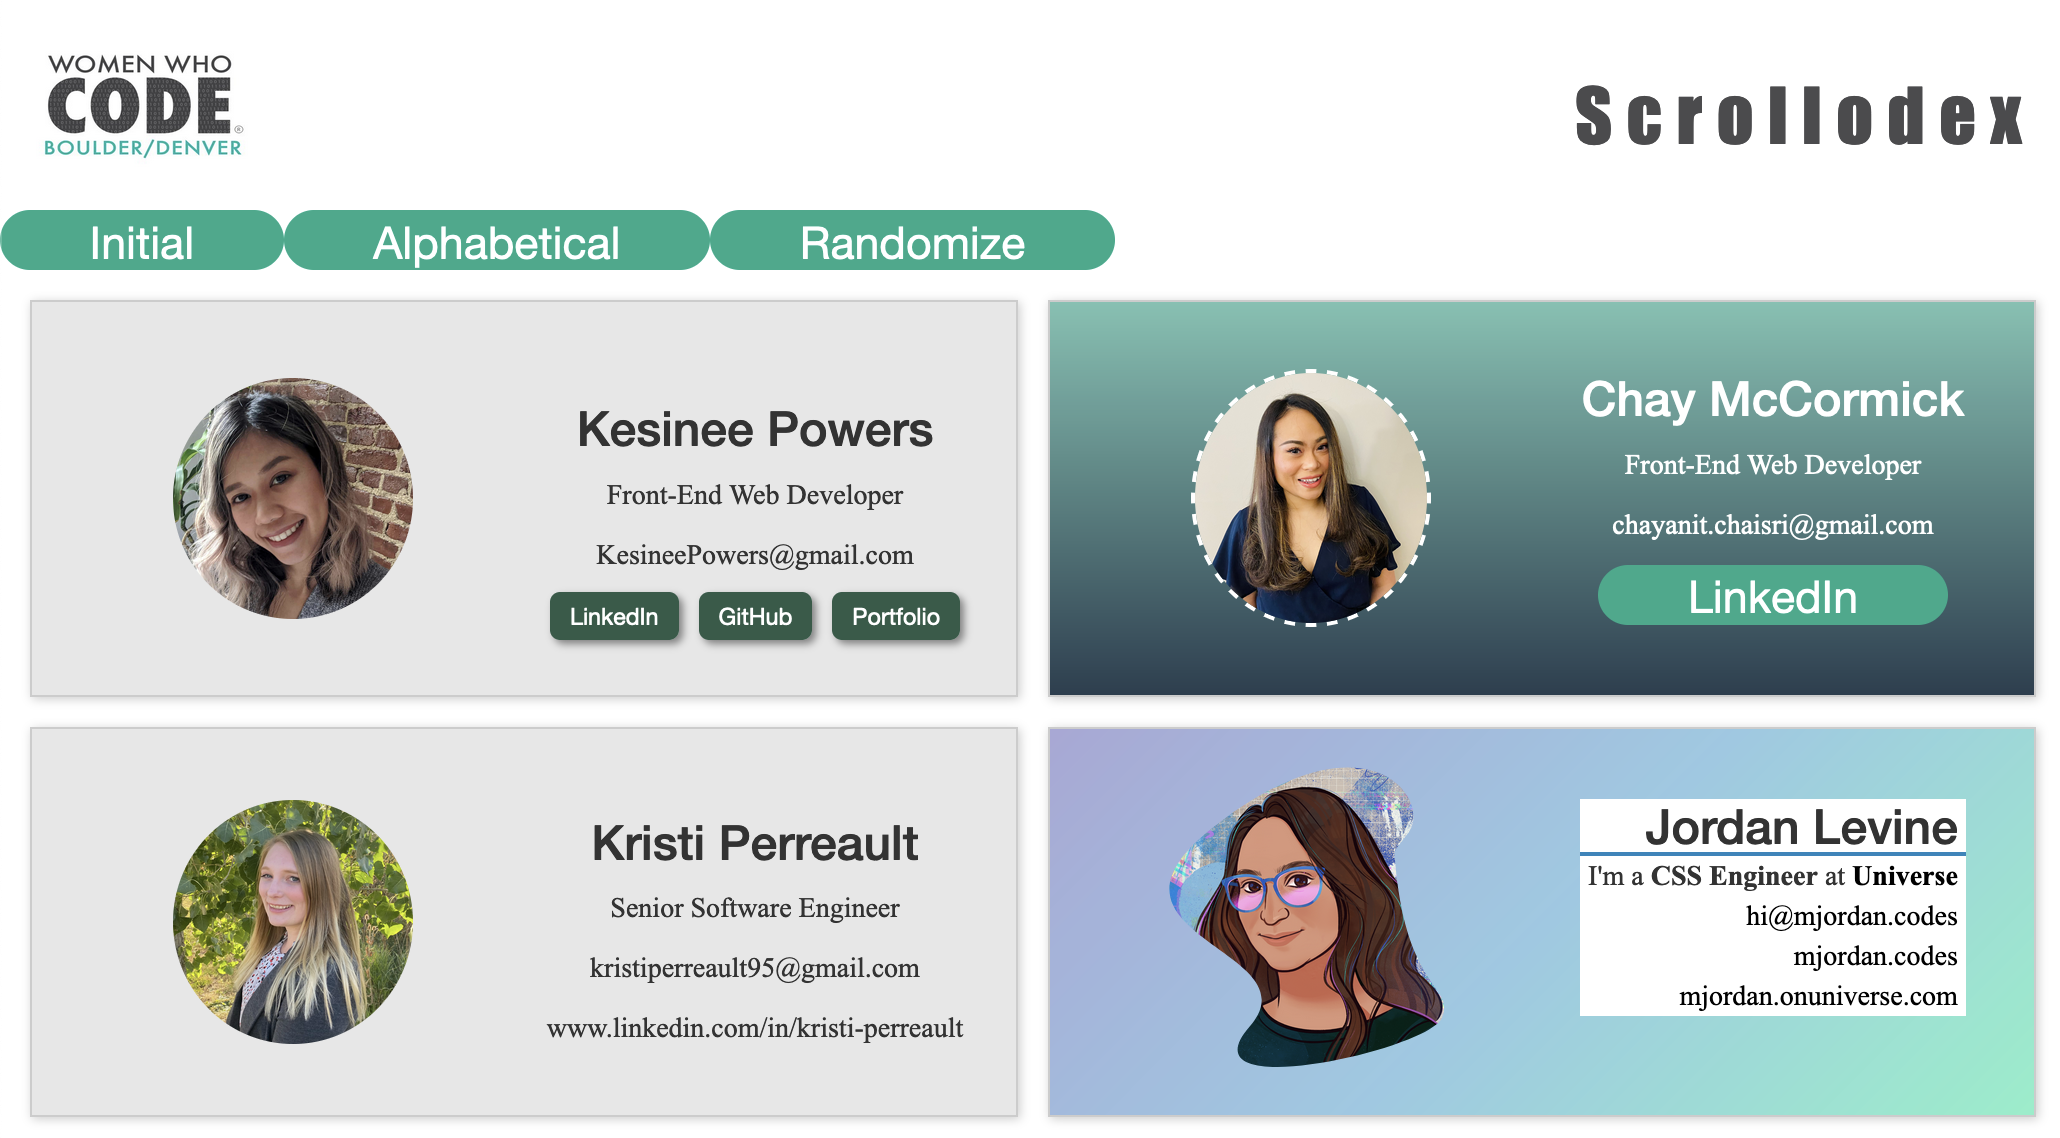 WOMEN WHO
CODE®
BOULDER/DENVER
Scrollodex
Initial
Alphabetical
Randomize
Kesinee Powers
Front-End Web Developer
KesineePowers@gmail.com
LinkedIn
GitHub
Portfolio
Chay McCormick
Front-End Web Developer
chayanit.chaisri@gmail.com
LinkedIn
Kristi Perreault
Senior Software Engineer
kristiperreault95@gmail.com
www.linkedin.com/in/kristi-perreault
Jordan Levine
I'm a CSS Engineer at Universe
hi@mjordan.codes
mjordan.codes
mjordan.onuniverse.com